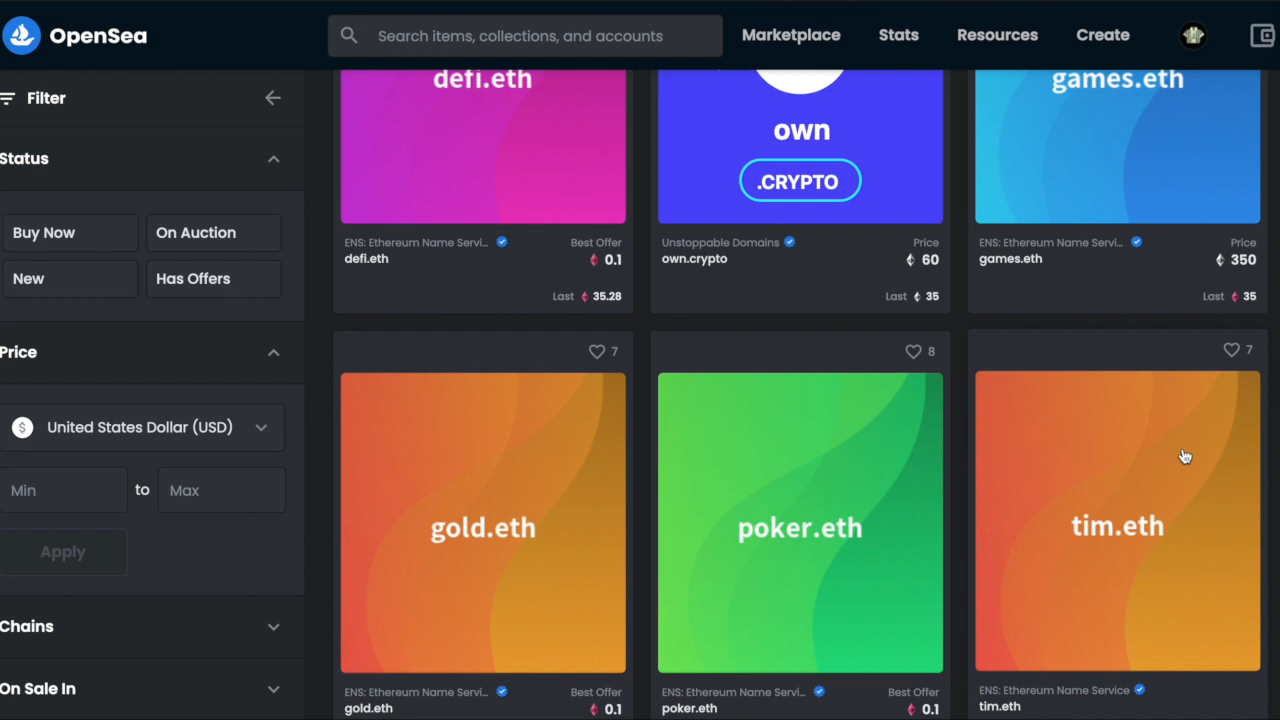 OpenSea
Search items, collections, and accounts
Marketplace
Stats
Resources
Create
Filter
Status
Buy Now
On Auction
New
Has Offers
Price
$
United States Dollar (USD)
Min
to
Max
Apply
Chains
On Sale In
defi.eth
ENS: Ethereum Name Servi...
Best Offer
defi.eth
0.1
Last 35.28
own
.CRYPTO
Unstoppable Domains
Price
own.crypto
60
Last 35
games.eth
ENS: Ethereum Name Servi...
Price
games.eth
350
Last 35
7
gold.eth
ENS: Ethereum Name Servi...
Best Offer
gold.eth
0.1
8
poker.eth
ENS: Ethereum Name Servi...
Best Offer
poker.eth
0.1
7
tim.eth
ENS: Ethereum Name Service
tim.eth